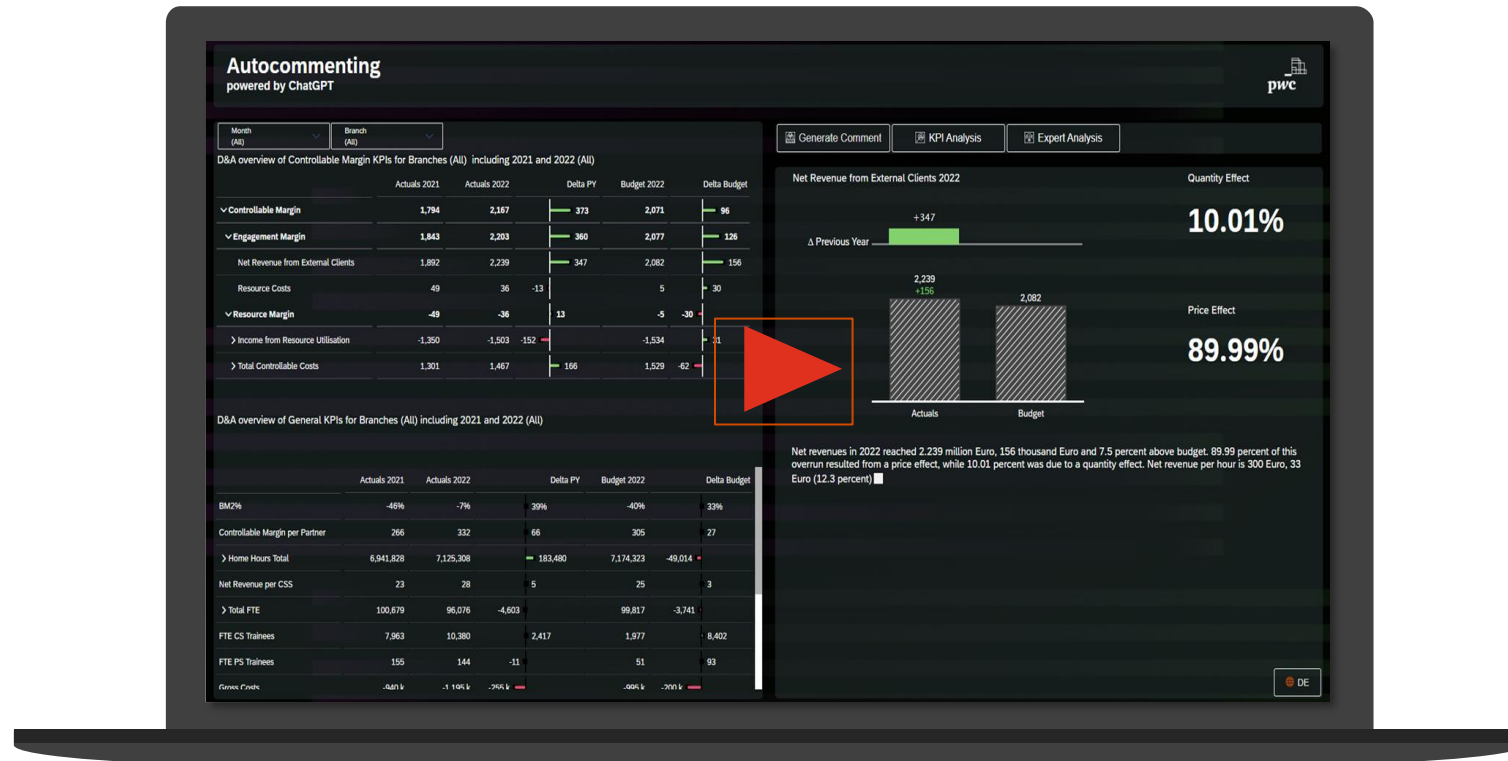 Autocommenting
powered by ChatGPT
pwc
Month
(All)
Branch
(All)
D&A overview of Controllable Margin KPIs for Branches (All) including 2021 and 2022 (All)
Actuals 2021 Actuals 2022 Delta PY Budget 2022 Delta Budget
Controllable Margin 1,794 2,167 373 2,071 96
Engagement Margin 1,843 2,203 360 2,077 126
Net Revenue from External Clients 1,892 2,239 347 2,082 156
Resource Costs 49 36 -13 5 30
Resource Margin -49 -36 13 -5 -30
Income from Resource Utilisation -1,350 -1,503 -152 -1,534 31
Total Controllable Costs 1,301 1,467 166 1,529 -62
D&A overview of General KPIs for Branches (All) including 2021 and 2022 (All)
Actuals 2021 Actuals 2022 Delta PY Budget 2022 Delta Budget
BM2% -46% -7% 39% -40% 33%
Controllable Margin per Partner 266 332 66 305 27
Home Hours Total 6,941,828 7,125,308 183,480 7,174,323 -49,014
Net Revenue per CSS 23 28 5 25 3
Total FTE 100,679 96,076 -4,603 99,817 -3,741
FTE CS Trainees 7,963 10,380 2,417 1,977 8,402
FTE PS Trainees 155 144 -11 51 93
Gross Costs -940 k -1,195 k -255 k -995 k -200 k
Generate Comment KPI Analysis Expert Analysis
Net Revenue from External Clients 2022
+347
Δ Previous Year
2,239
+156
2,082
Actuals Budget
Quantity Effect
10.01%
Price Effect
89.99%
Net revenues in 2022 reached 2.239 million Euro, 156 thousand Euro and 7.5 percent above budget. 89.99 percent of this
overrun resulted from a price effect, while 10.01 percent was due to a quantity effect. Net revenue per hour is 300 Euro, 33
Euro (12.3 percent)
DE